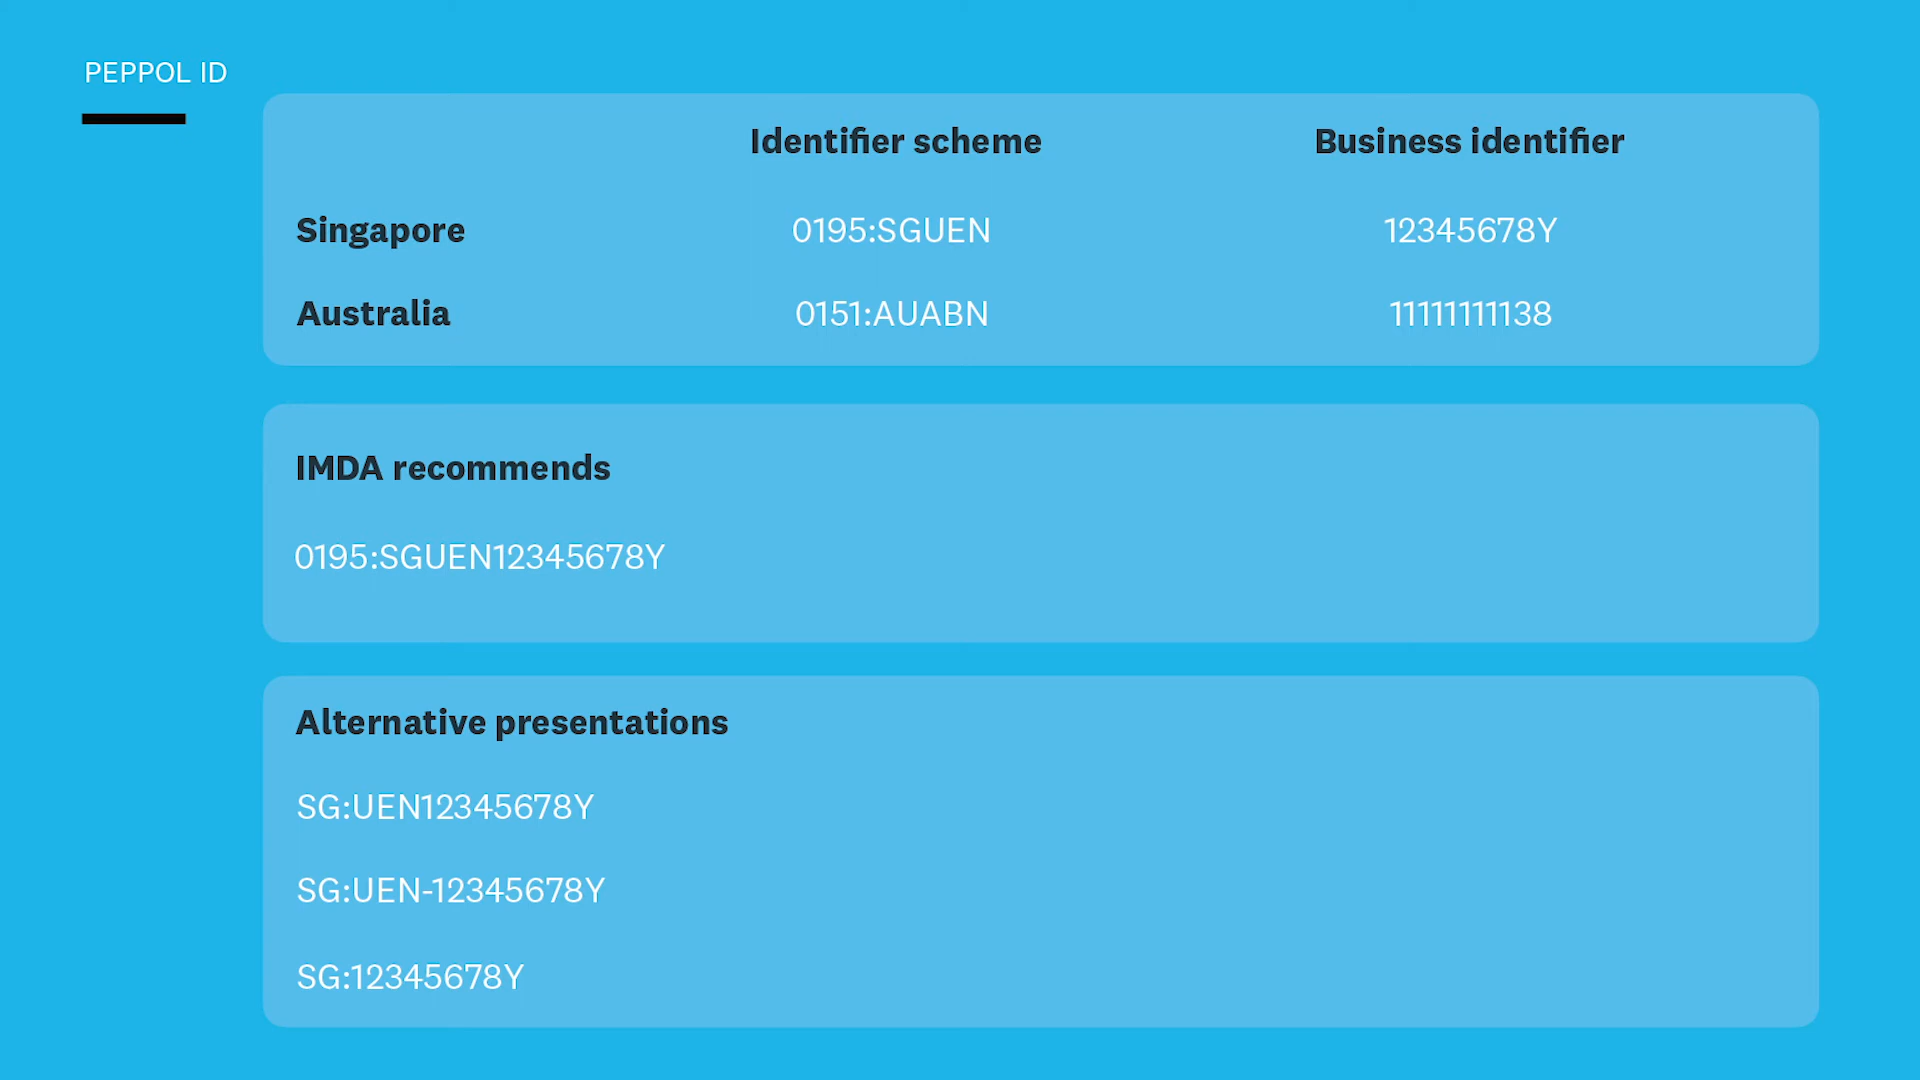 PEPPOL ID
Identifier scheme Business identifier
Singapore 0195:SGUEN 12345678Y
Australia 0151:AUABN 11111111138
IMDA recommends
0195:SGUEN12345678Y
Alternative presentations
SG:UEN12345678Y
SG:UEN-12345678Y
SG:12345678Y